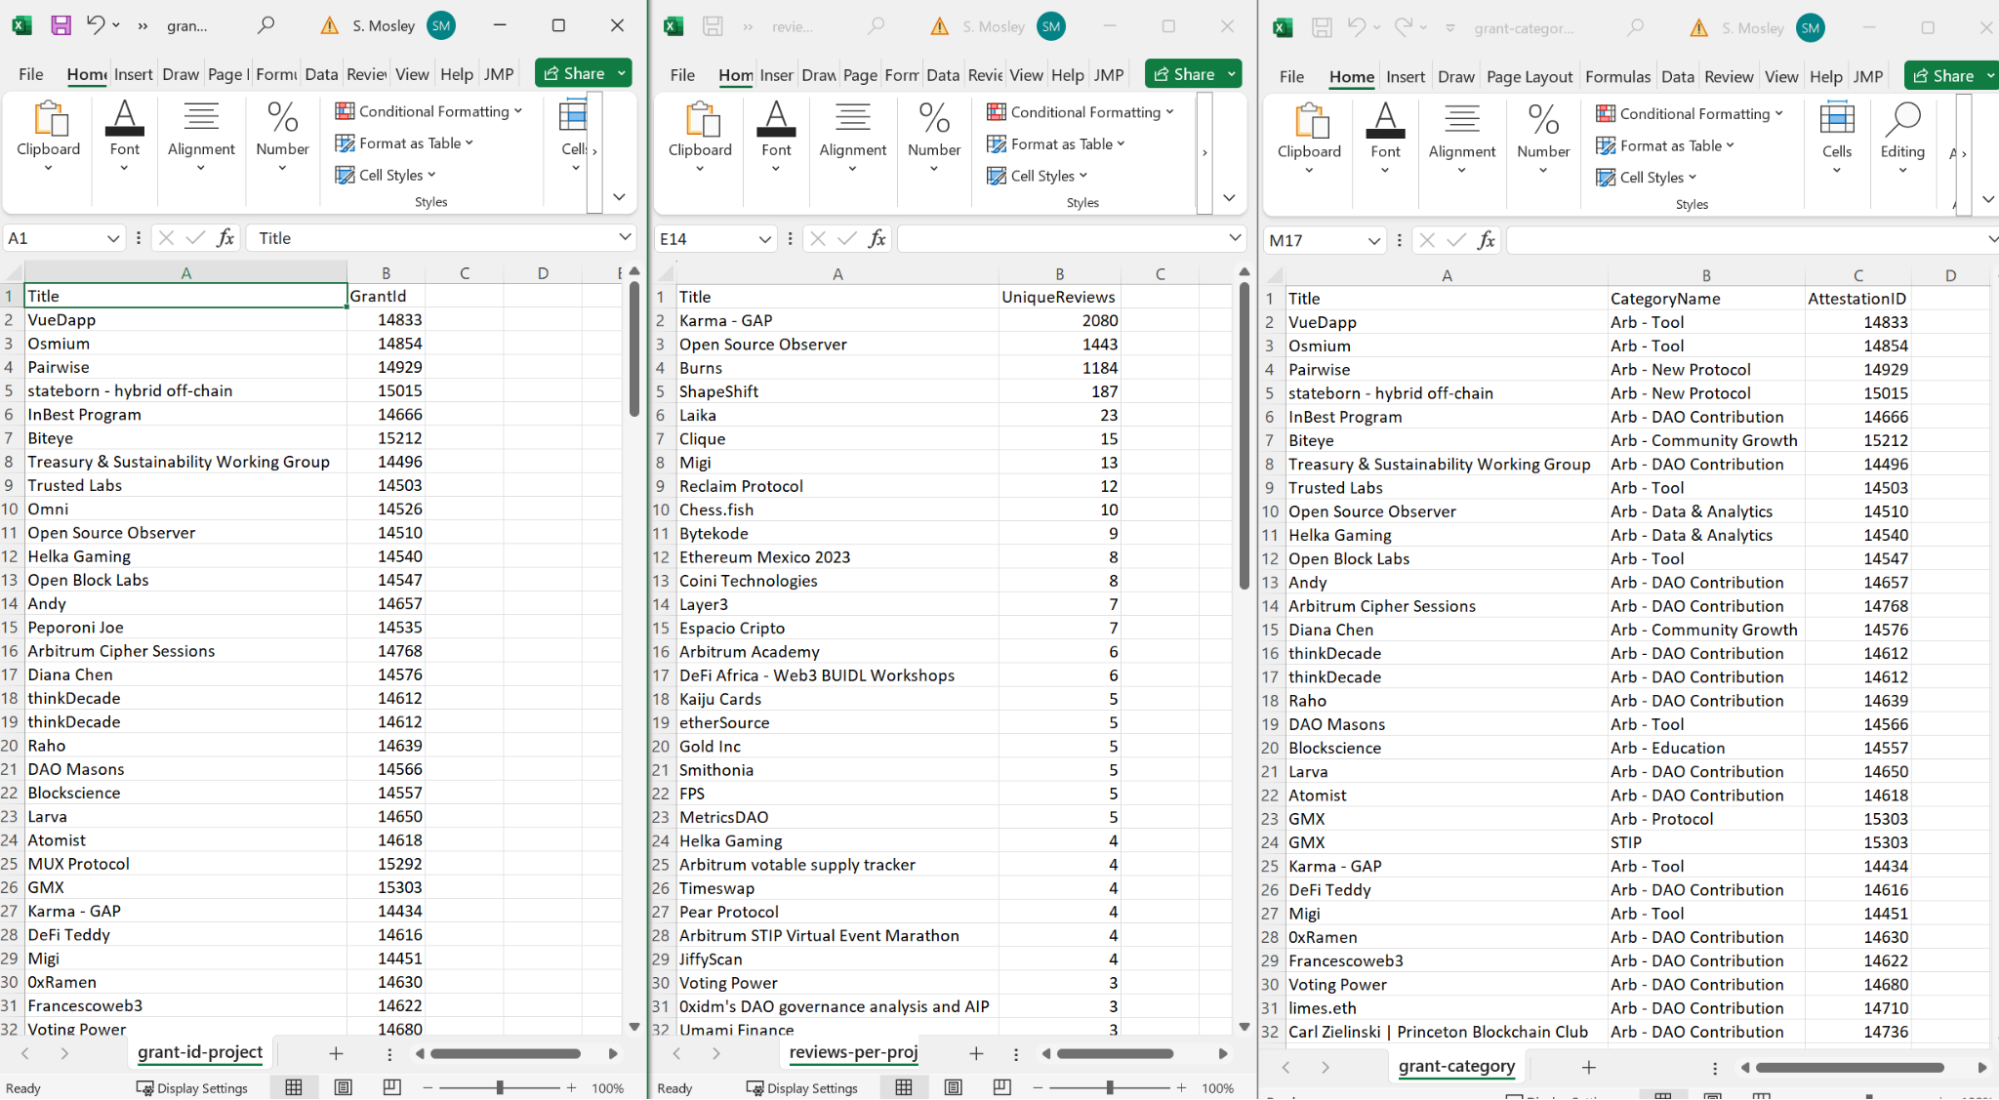 gran... S. Mosley SM
File Home Insert Draw Page l Formu Data Review View Help JMP Share
Clipboard Font Alignment Number Conditional Formatting Format as Table Cell Styles Styles Cells
A1 fx Title
A B C D E
1 Title GrantId
2 VueDapp 14833
3 Osmium 14854
4 Pairwise 14929
5 stateborn - hybrid off-chain 15015
6 InBest Program 14666
7 Biteye 15212
8 Treasury & Sustainability Working Group 14496
9 Trusted Labs 14503
10 Omni 14526
11 Open Source Observer 14510
12 Helka Gaming 14540
13 Open Block Labs 14547
14 Andy 14657
15 Peporoni Joe 14535
16 Arbitrum Cipher Sessions 14768
17 Diana Chen 14576
18 thinkDecade 14612
19 thinkDecade 14612
20 Raho 14639
21 DAO Masons 14566
22 Blockscience 14557
23 Larva 14650
24 Atomist 14618
25 MUX Protocol 15292
26 GMX 15303
27 Karma - GAP 14434
28 DeFi Teddy 14616
29 Migi 14451
30 0xRamen 14630
31 Francescoweb3 14622
32 Voting Power 14680
grant-id-project
Ready Display Settings 100%
revie... S. Mosley SM
File Hom Inser Draw Page Form Data Revie View Help JMP Share
Clipboard Font Alignment Number Conditional Formatting Format as Table Cell Styles Styles
E14 fx
A B C
1 Title UniqueReviews
2 Karma - GAP 2080
3 Open Source Observer 1443
4 Burns 1184
5 ShapeShift 187
6 Laika 23
7 Clique 15
8 Migi 13
9 Reclaim Protocol 12
10 Chess.fish 10
11 Bytekode 9
12 Ethereum Mexico 2023 8
13 Coini Technologies 8
14 Layer3 7
15 Espacio Cripto 7
16 Arbitrum Academy 6
17 DeFi Africa - Web3 BUIDL Workshops 6
18 Kaiju Cards 5
19 etherSource 5
20 Gold Inc 5
21 Smithonia 5
22 FPS 5
23 MetricsDAO 5
24 Helka Gaming 4
25 Arbitrum votable supply tracker 4
26 Timeswap 4
27 Pear Protocol 4
28 Arbitrum STIP Virtual Event Marathon 4
29 JiffyScan 4
30 Voting Power 3
31 0xidm's DAO governance analysis and AIP 3
32 Umami Finance 3
reviews-per-proj
Ready Display Settings 100%
grant-categor... S. Mosley SM
File Home Insert Draw Page Layout Formulas Data Review View Help JMP Share
Clipboard Font Alignment Number Conditional Formatting Format as Table Cell Styles Styles Cells Editing
M17 fx
A B C D
1 Title CategoryName AttestationID
2 VueDapp Arb - Tool 14833
3 Osmium Arb - Tool 14854
4 Pairwise Arb - New Protocol 14929
5 stateborn - hybrid off-chain Arb - New Protocol 15015
6 InBest Program Arb - DAO Contribution 14666
7 Biteye Arb - Community Growth 15212
8 Treasury & Sustainability Working Group Arb - DAO Contribution 14496
9 Trusted Labs Arb - Tool 14503
10 Open Source Observer Arb - Data & Analytics 14510
11 Helka Gaming Arb - Data & Analytics 14540
12 Open Block Labs Arb - Tool 14547
13 Andy Arb - DAO Contribution 14657
14 Arbitrum Cipher Sessions Arb - DAO Contribution 14768
15 Diana Chen Arb - Community Growth 14576
16 thinkDecade Arb - DAO Contribution 14612
17 thinkDecade Arb - DAO Contribution 14612
18 Raho Arb - DAO Contribution 14639
19 DAO Masons Arb - Tool 14566
20 Blockscience Arb - Education 14557
21 Larva Arb - DAO Contribution 14650
22 Atomist Arb - DAO Contribution 14618
23 GMX Arb - Protocol 15303
24 GMX STIP 15303
25 Karma - GAP Arb - Tool 14434
26 DeFi Teddy Arb - DAO Contribution 14616
27 Migi Arb - Tool 14451
28 0xRamen Arb - DAO Contribution 14630
29 Francescoweb3 Arb - DAO Contribution 14622
30 Voting Power Arb - DAO Contribution 14680
31 limes.eth Arb - DAO Contribution 14710
32 Carl Zielinski | Princeton Blockchain Club Arb - DAO Contribution 14736
grant-category